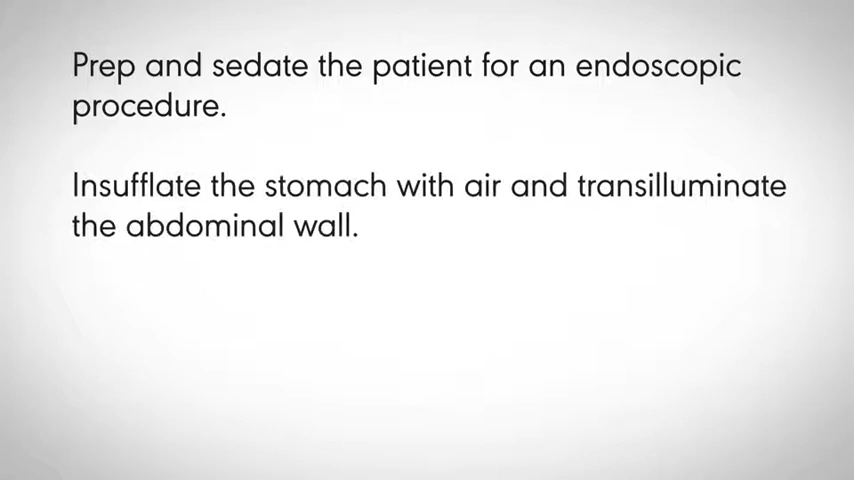 Prep and sedate the patient for an endoscopic
procedure.
Insufflate the stomach with air and transilluminate
the abdominal wall.